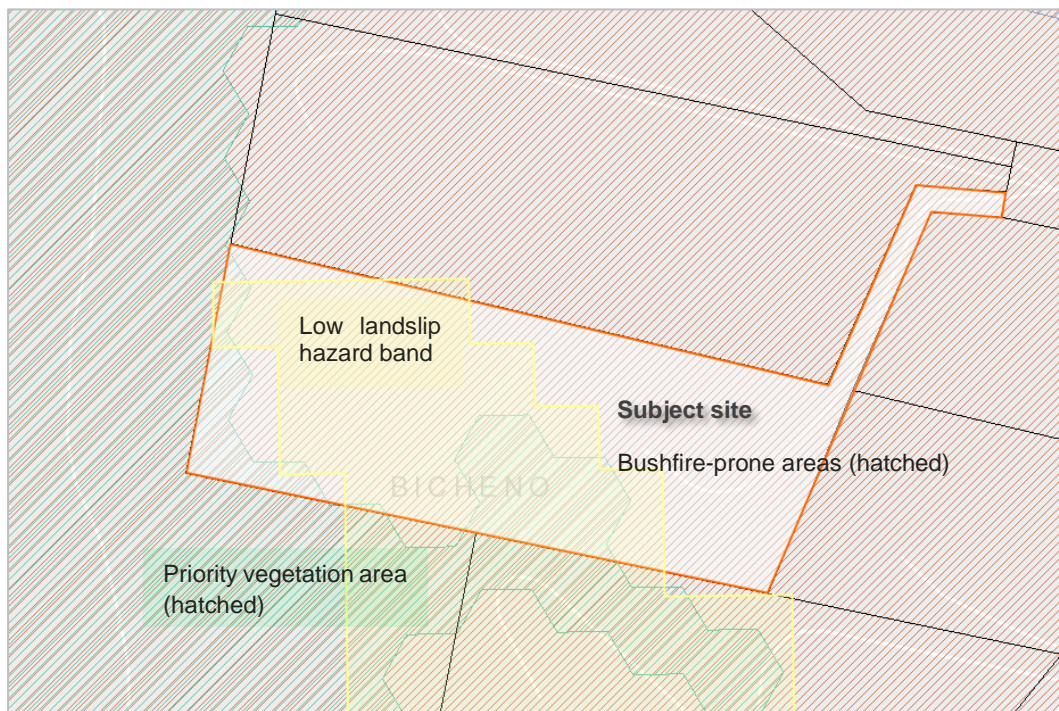 Low landslip
hazard band
Subject site
Bushfire-prone areas (hatched)
BICHENO
Priority vegetation area
(hatched)